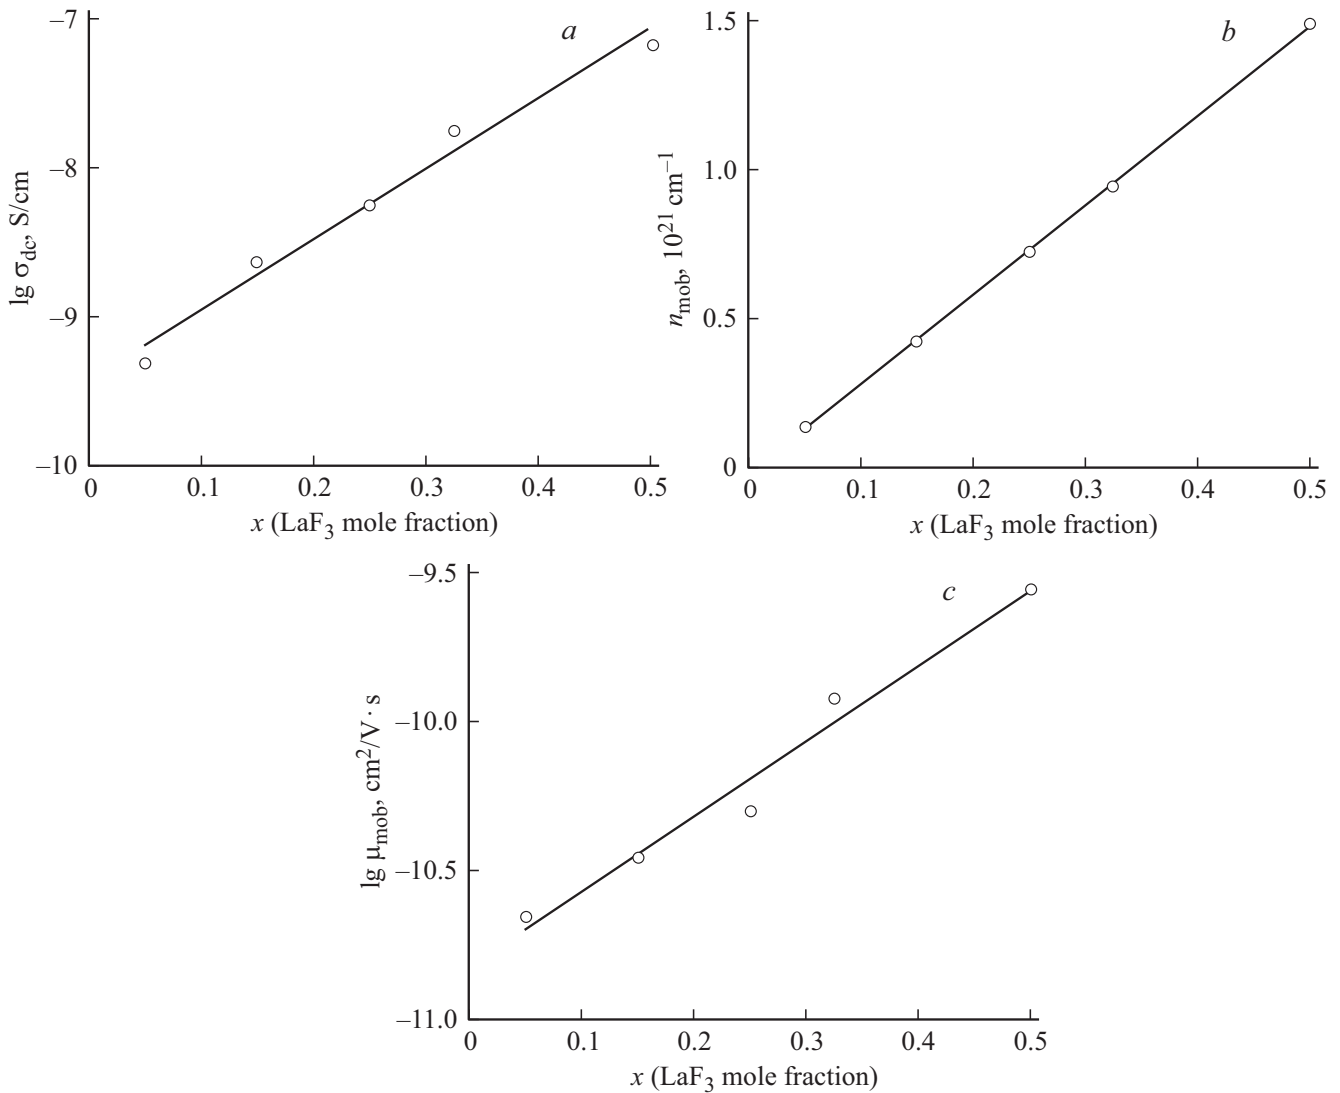 a
–7
–8
–9
–10
lg σdc, S/cm
0 0.1 0.2 0.3 0.4 0.5
x (LaF3 mole fraction)
b
1.5
1.0
0.5
0
nmob, 10^21 cm^–1
0 0.1 0.2 0.3 0.4 0.5
x (LaF3 mole fraction)
c
–9.5
–10.0
–10.5
–11.0
lg μmob, cm^2/V·s
0 0.1 0.2 0.3 0.4 0.5
x (LaF3 mole fraction)